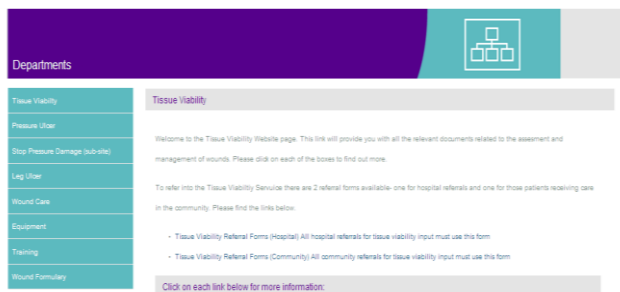 Departments
Tissue Viability
Pressure Ulcer
Stop Pressure Damage (sub-site)
Leg Ulcer
Wound Care
Equipment
Training
Wound Formulary
Tissue Viability
Welcome to the Tissue Viability Website page. This link will provide you with all the relevant documents related to the assesment and
management of wounds. Please click on each of the boxes to find out more.
To refer into the Tissue Viability Servuice there are 2 referral forms available- one for hospital referrals and one for those patients receiving care
in the community. Please find the links below.
- Tissue Viability Referral Forms (Hospital) All hospital referrals for tissue viability input must use this form
- Tissue Viability Referral Forms (Community) All community referrals for tissue viability input must use this form
Click on each link below for more information: